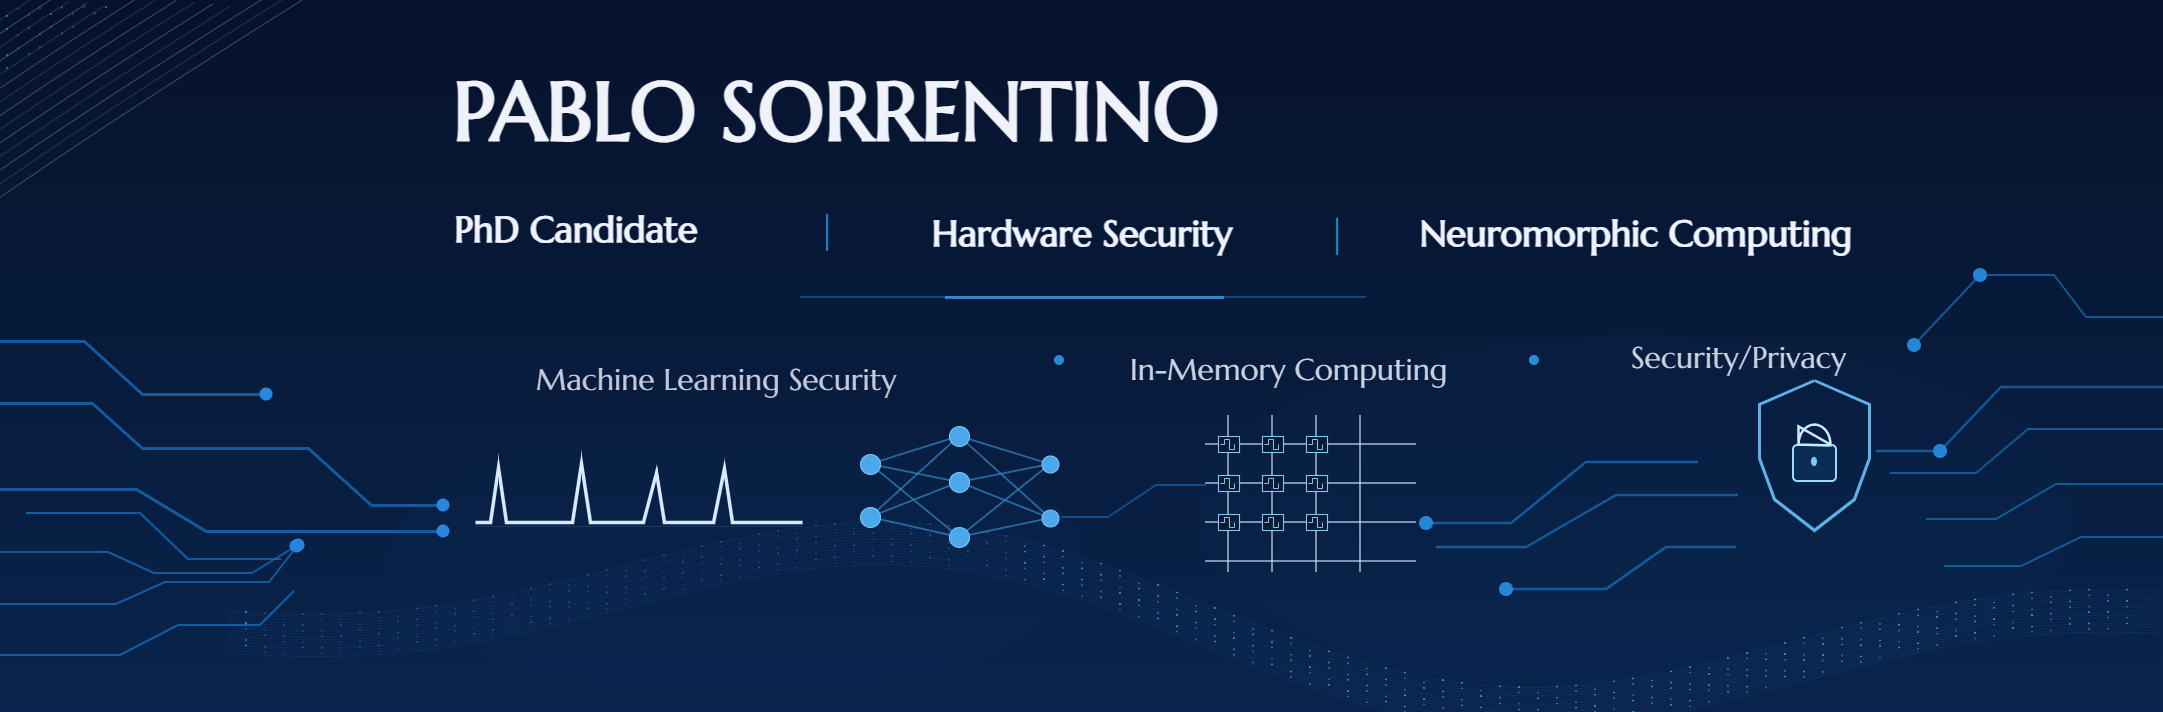 PABLO SORRENTINO
PhD Candidate | Hardware Security | Neuromorphic Computing
Machine Learning Security • In-Memory Computing • Security/Privacy